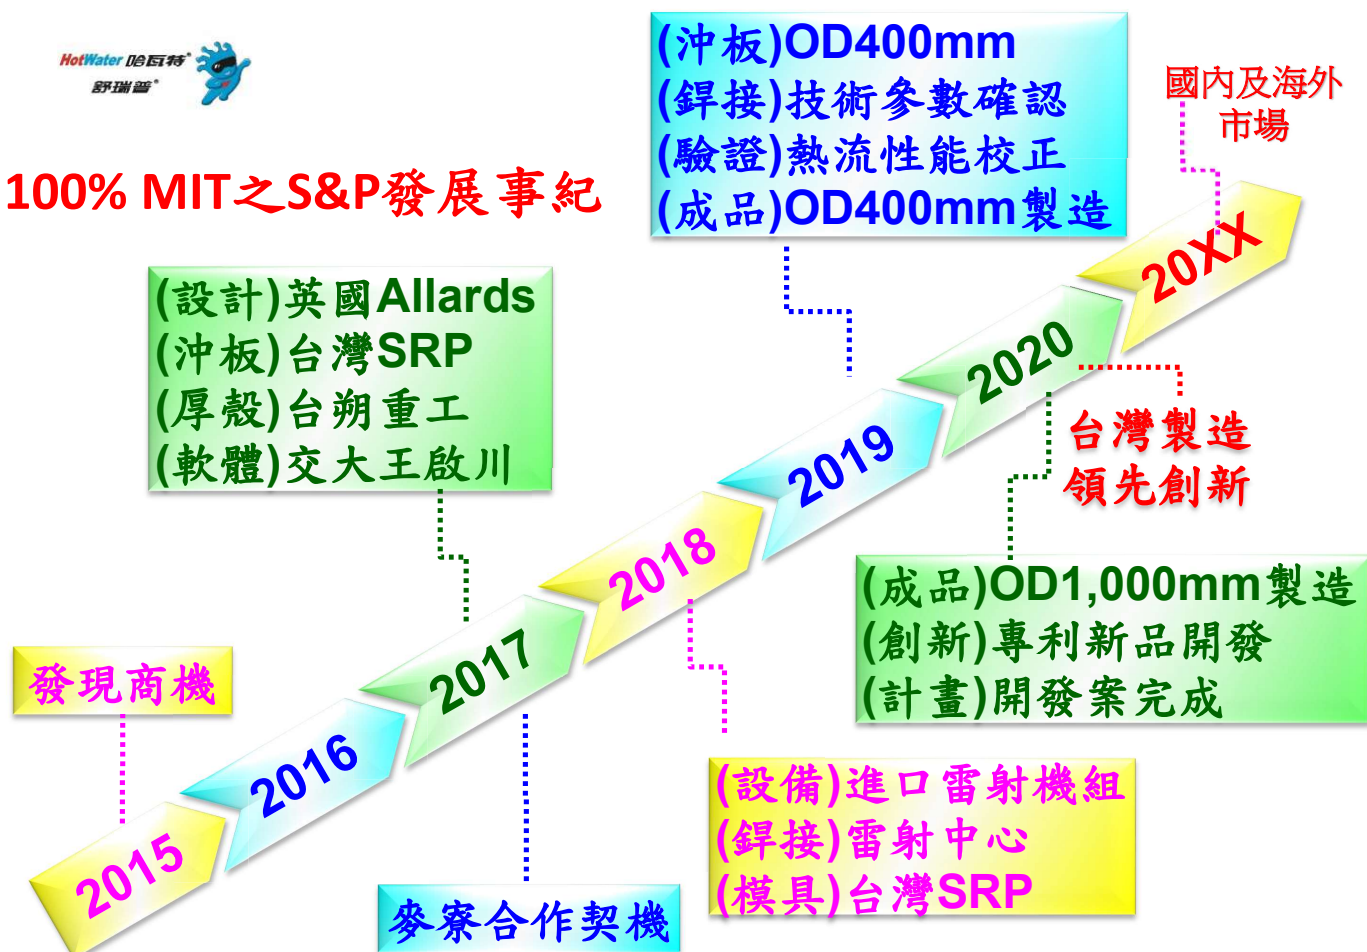 HotWater 哈瓦特®
舒瑞普®
100% MIT之S&P發展事紀
(沖板)OD400mm
(銲接)技術參數確認
(驗證)熱流性能校正
(成品)OD400mm製造
國內及海外
市場
(設計)英國Allards
(沖板)台灣SRP
(厚殼)台朔重工
(軟體)交大王啟川
20XX
2020
台灣製造
領先創新
2019
2018
(成品)OD1,000mm製造
(創新)專利新品開發
(計畫)開發案完成
2017
發現商機
2016
(設備)進口雷射機組
(銲接)雷射中心
(模具)台灣SRP
2015
麥寮合作契機